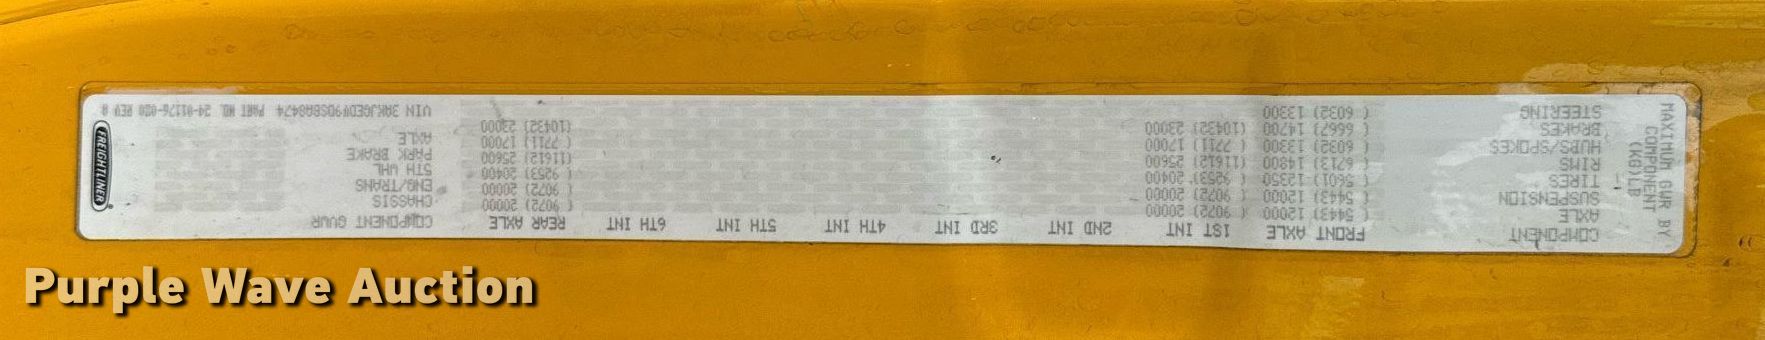 MAXIMUM GWR BY
COMPONENT
(KG)LB
COMPONENT FRONT AXLE 1ST INT 2ND INT 3RD INT 4TH INT 5TH INT 6TH INT REAR AXLE COMPONENT GVWR
AXLE ( 5443) 12000 ( 9072) 20000 ( 9072) 20000 CHASSIS
SUSPENSION ( 5443) 12000 ( 9072) 20000 ( 9072) 20000 ENG/TRANS
TIRES ( 5601) 12350 ( 9253) 20400 ( 9253) 20400 5TH WHL
RIMS ( 6713) 14800 (11612) 25600 (11612) 25600 PARK BRAKE
HUBS/SPOKES ( 6032) 13300 ( 7711) 17000 ( 7711) 17000 AXLE
BRAKES ( 6667) 14700 (10432) 23000 (10432) 23000
STEERING ( 6032) 13300
VIN 3AKJGEDV9DSBA8474 PART NO. 24-01176-020 REV
FREIGHTLINER
Purple Wave Auction